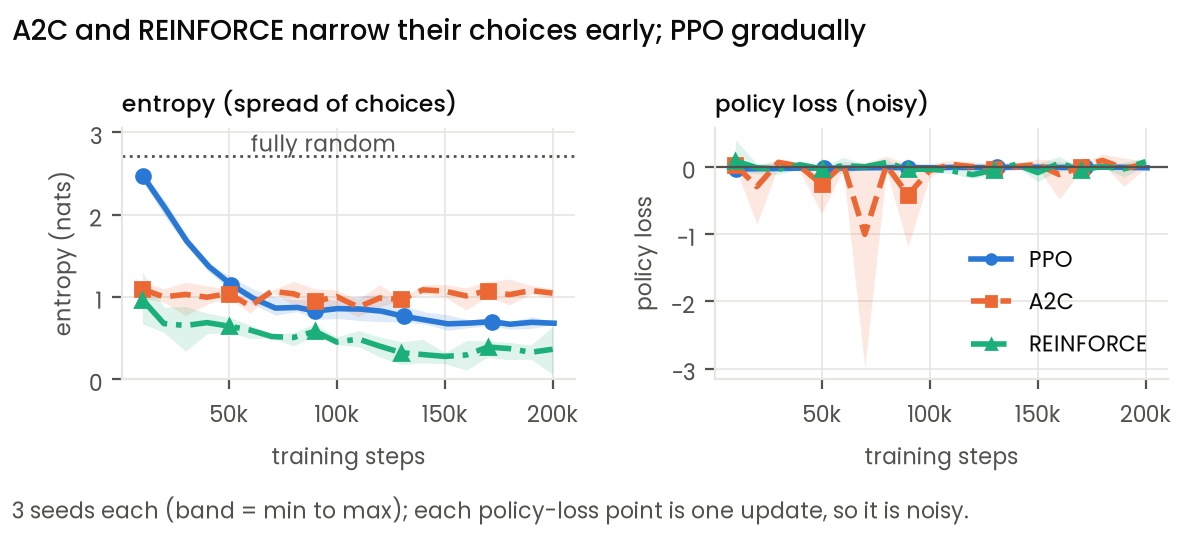 A2C and REINFORCE narrow their choices early; PPO gradually
entropy (spread of choices)
fully random
3
2
1
0
entropy (nats)
50k
100k
150k
200k
training steps
policy loss (noisy)
0
−1
−2
−3
policy loss
PPO
A2C
REINFORCE
50k
100k
150k
200k
training steps
3 seeds each (band = min to max); each policy-loss point is one update, so it is noisy.